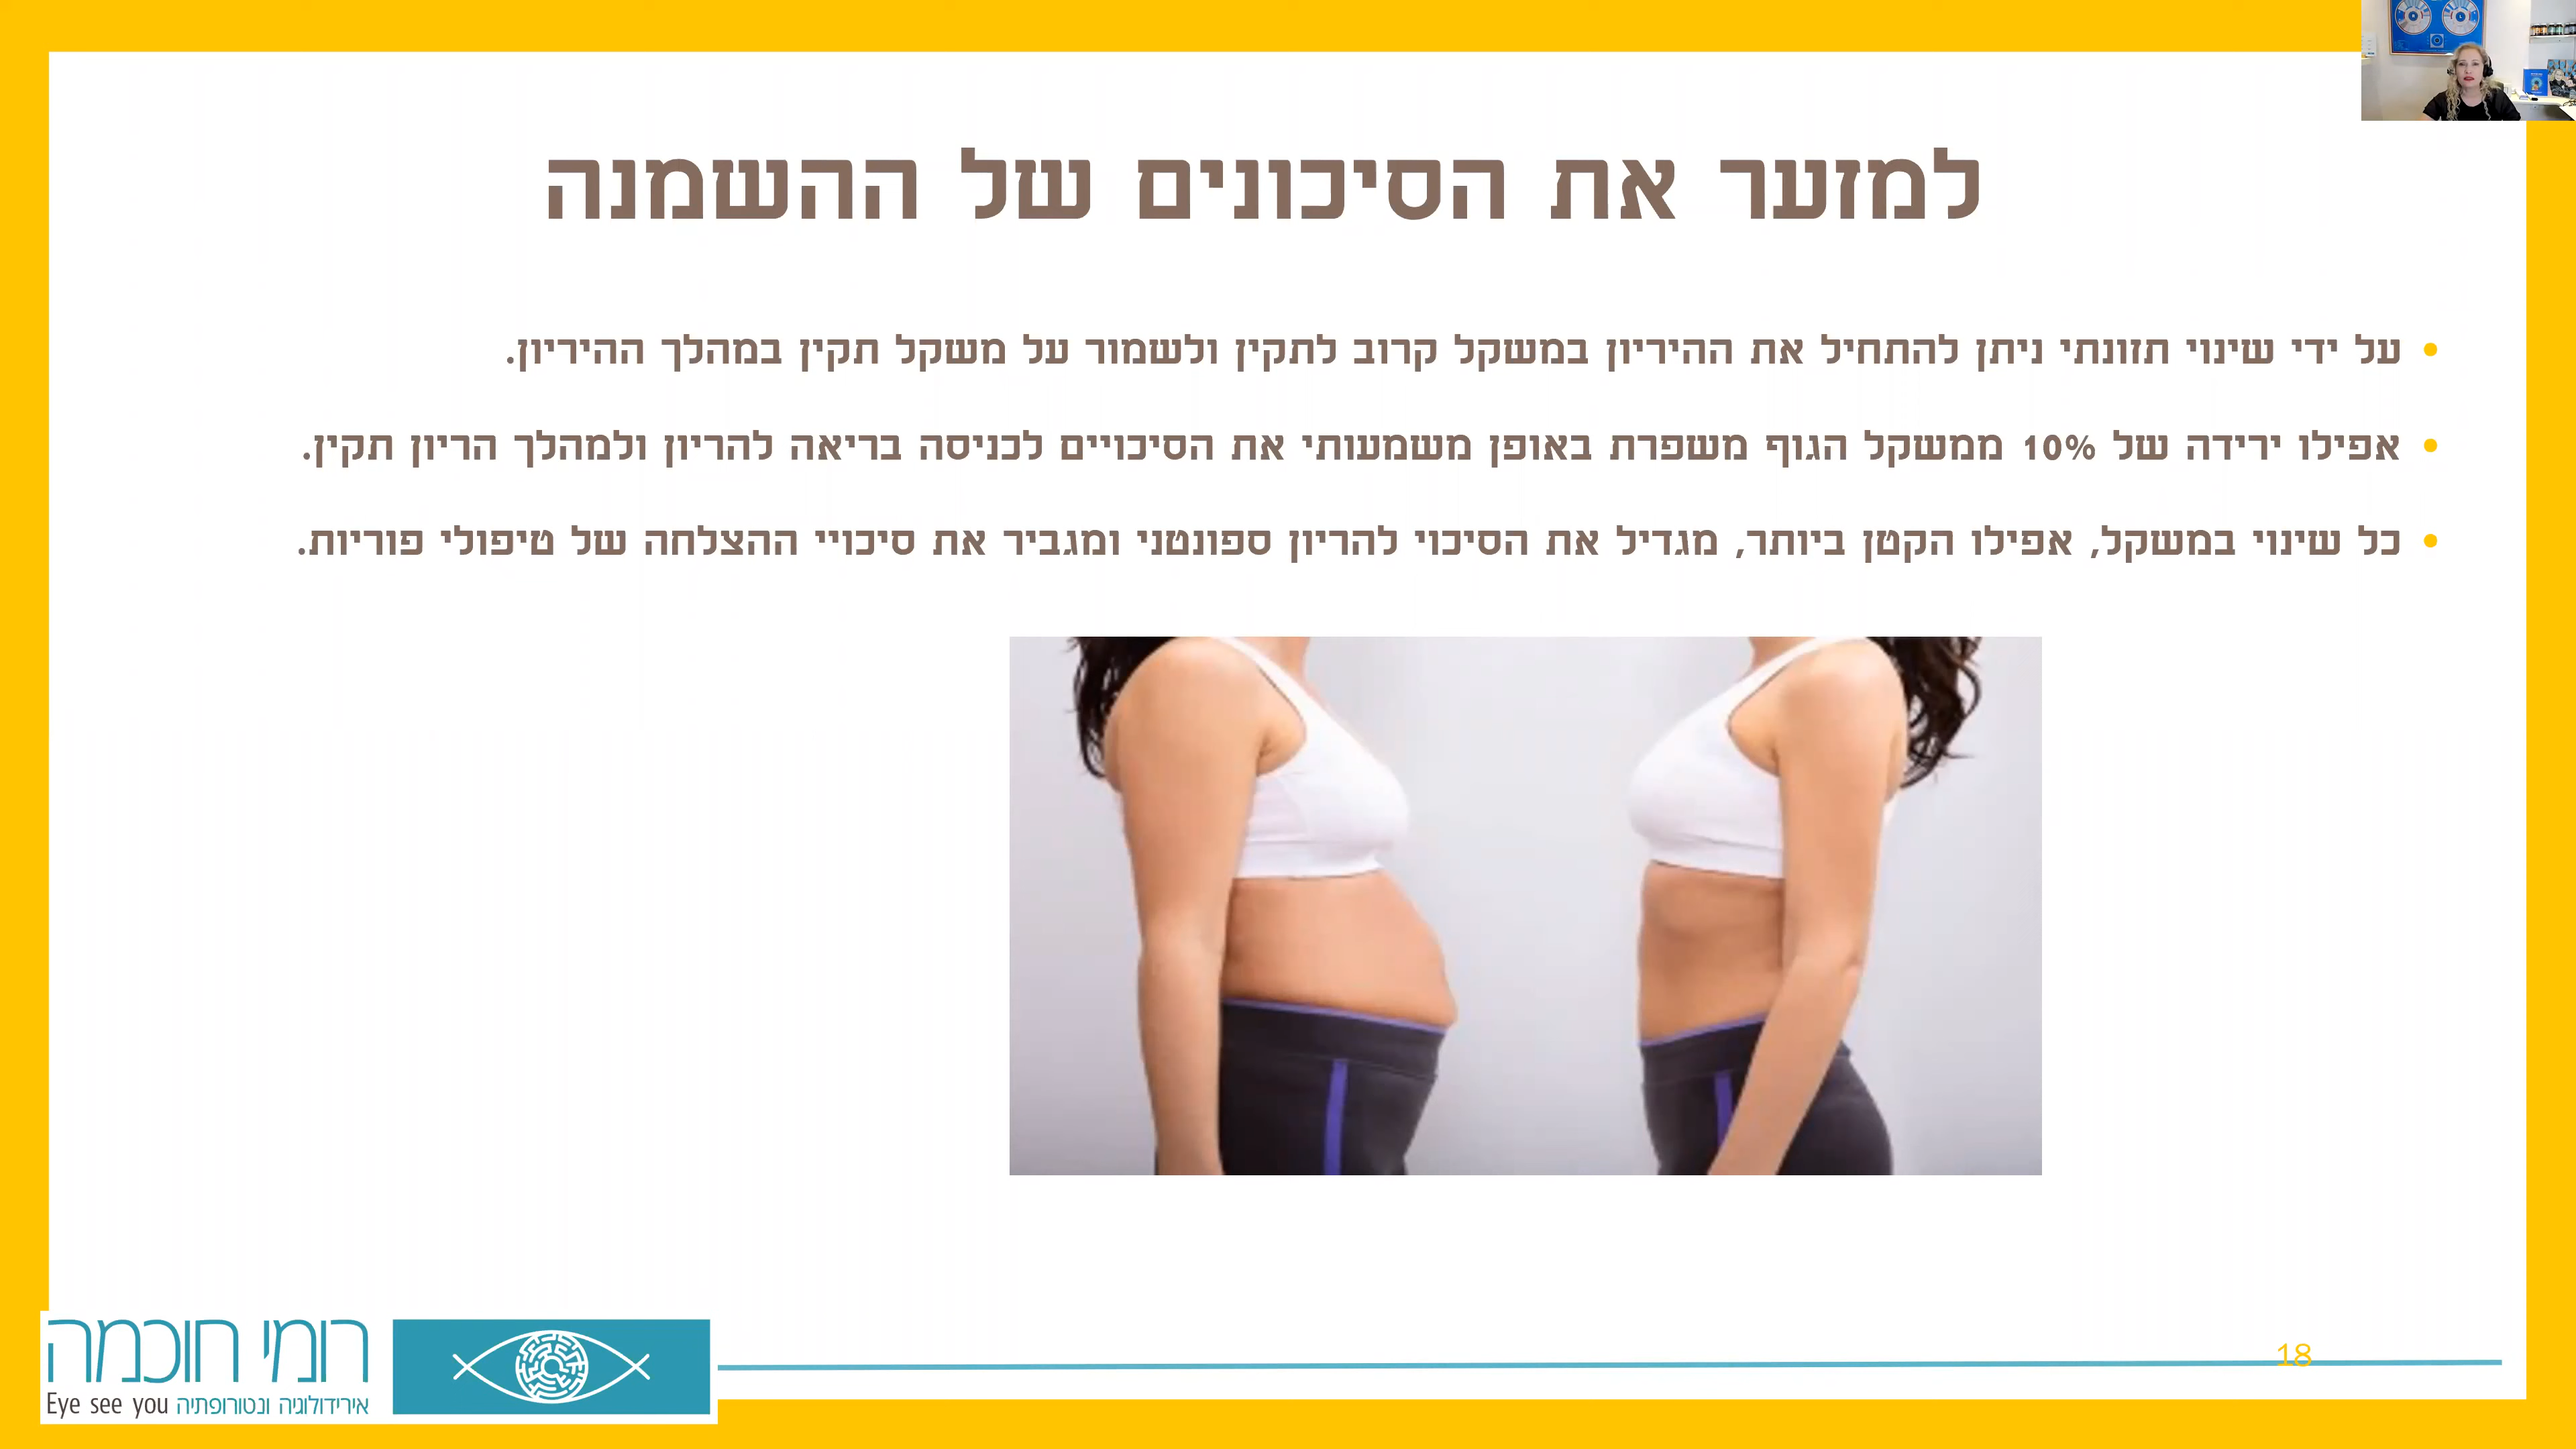 למזער את הסיכונים של ההשמנה
• על ידי שינוי תזונתי ניתן להתחיל את ההיריון במשקל קרוב לתקין ולשמור על משקל תקין במהלך ההיריון.
• אפילו ירידה של 10% ממשקל הגוף משפרת באופן משמעותי את הסיכויים לכניסה בריאה להריון ולמהלך הריון תקין.
• כל שינוי במשקל, אפילו הקטן ביותר, מגדיל את הסיכוי להריון ספונטני ומגביר את סיכויי ההצלחה של טיפולי פוריות.
רומי חוכמה
אירידולוגיה ונטורופתיה Eye see you
18